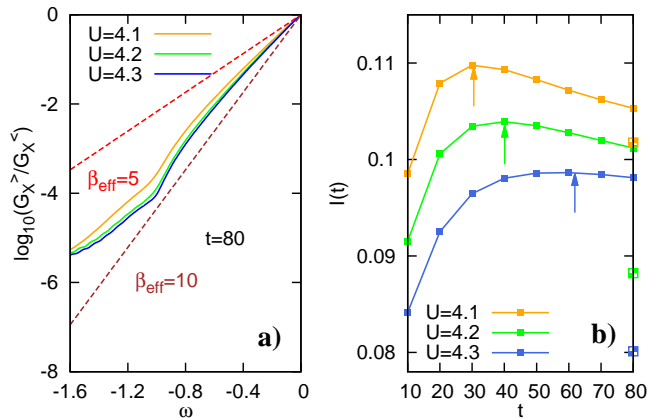 U=4.1
U=4.2
U=4.3
β_eff=5
t=80
β_eff=10
a)
0
-2
-4
-6
-8
-1.6
-1.2
-0.8
-0.4
0
ω
log₁₀(G_X^>/G_X^<)
0.11
0.1
0.09
0.08
I(t)
U=4.1
U=4.2
U=4.3
b)
10
20
30
40
50
60
70
80
t